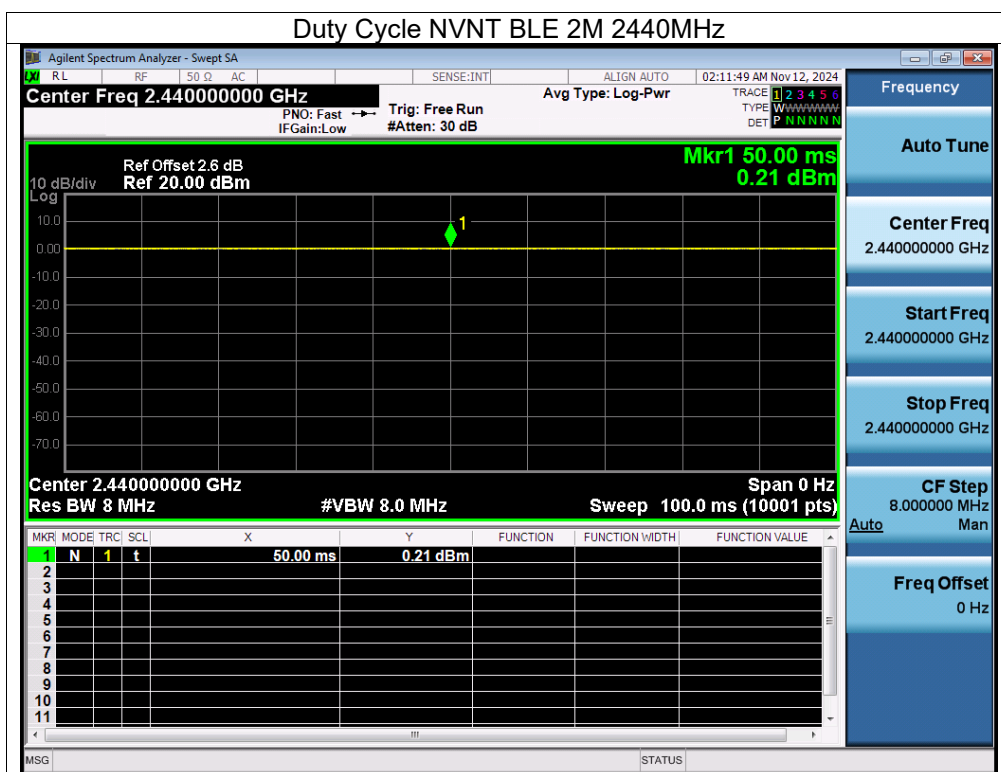 Duty Cycle NVNT BLE 2M 2440MHz
Agilent Spectrum Analyzer - Swept SA
LXI RL RF 50 Ω AC SENSE:INT ALIGN AUTO 02:11:49 AM Nov 12, 2024
Center Freq 2.440000000 GHz
PNO: Fast
IFGain:Low
Trig: Free Run
#Atten: 30 dB
Avg Type: Log-Pwr
TRACE 1 2 3 4 5 6
TYPE WWWWWWW
DET P N N N N N
Mkr1 50.00 ms
0.21 dBm
Ref Offset 2.6 dB
10 dB/div Ref 20.00 dBm
Log
10.0
0.00
-10.0
-20.0
-30.0
-40.0
-50.0
-60.0
-70.0
1
Center 2.440000000 GHz Span 0 Hz
Res BW 8 MHz #VBW 8.0 MHz Sweep 100.0 ms (10001 pts)
MKR MODE TRC SCL X Y FUNCTION FUNCTION WIDTH FUNCTION VALUE
1 N 1 t 50.00 ms 0.21 dBm
2
3
4
5
6
7
8
9
10
11
MSG STATUS
Frequency
Auto Tune
Center Freq
2.440000000 GHz
Start Freq
2.440000000 GHz
Stop Freq
2.440000000 GHz
CF Step
8.000000 MHz
Auto Man
Freq Offset
0 Hz